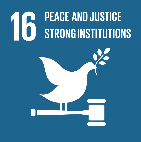 16 PEACE AND JUSTICE
STRONG INSTITUTIONS